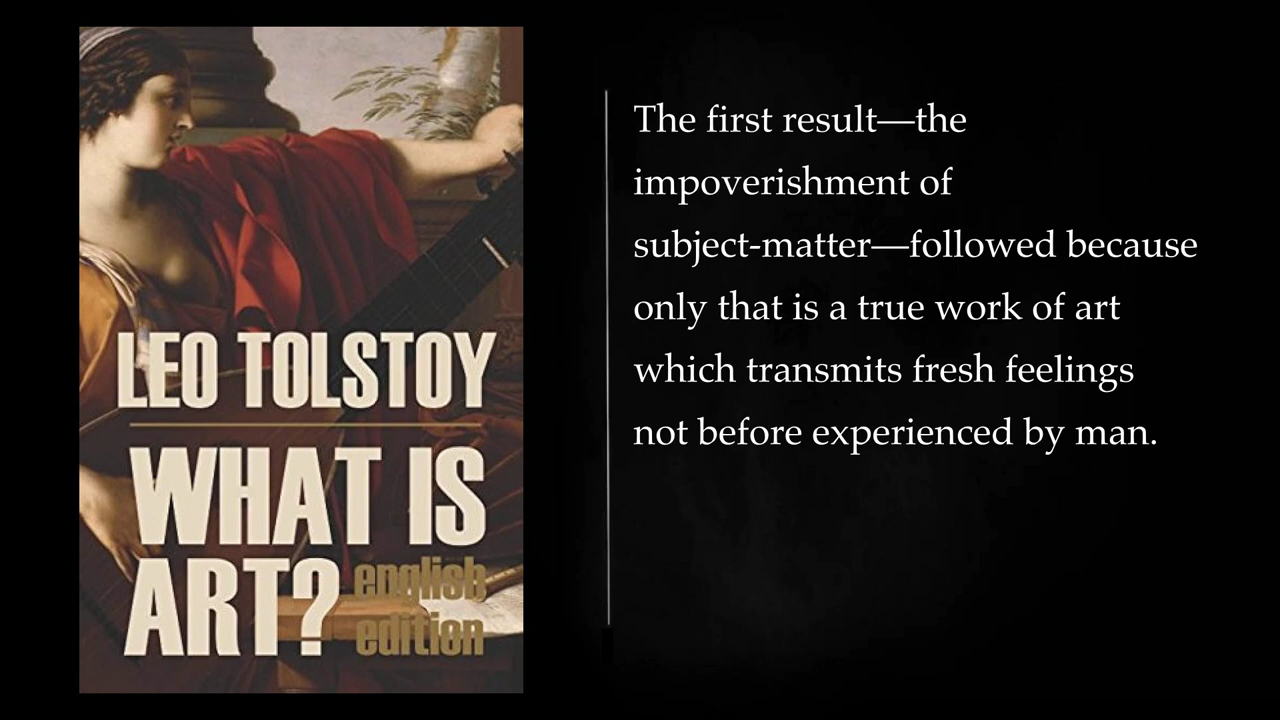 LEO TOLSTOY
WHAT IS
ART?
english
edition
The first result—the
impoverishment of
subject-matter—followed because
only that is a true work of art
which transmits fresh feelings
not before experienced by man.